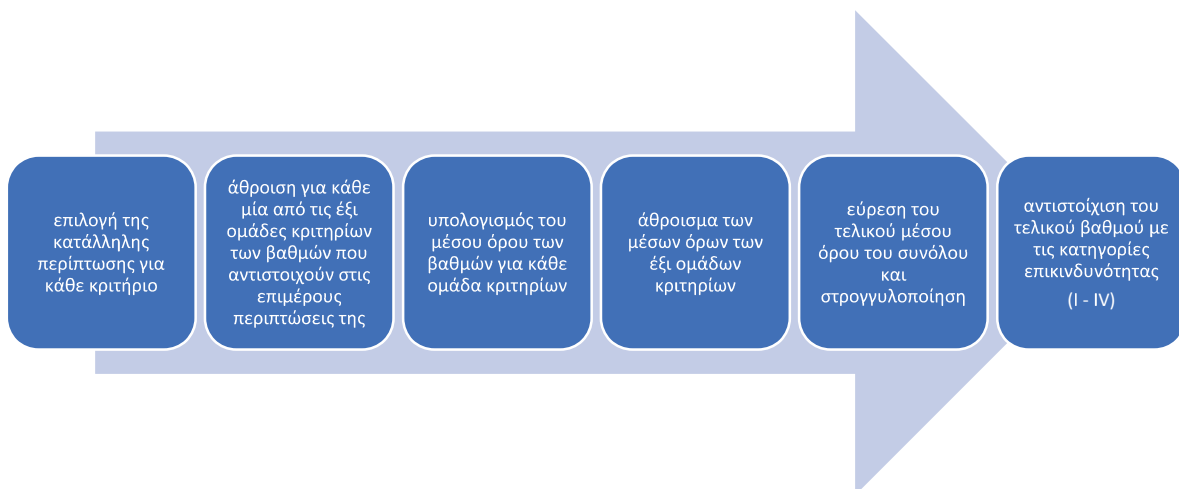 επιλογή της
κατάλληλης
περίπτωσης για
κάθε κριτήριο
άθροιση για κάθε
μία από τις έξι
ομάδες κριτηρίων
των βαθμών που
αντιστοιχούν στις
επιμέρους
περιπτώσεις της
υπολογισμός του
μέσου όρου των
βαθμών για κάθε
ομάδα κριτηρίων
άθροισμα των
μέσων όρων των
έξι ομάδων
κριτηρίων
εύρεση του
τελικού μέσου
όρου του συνόλου
και
στρογγυλοποίηση
αντιστοίχιση του
τελικού βαθμού με
τις κατηγορίες
επικινδυνότητας
(I - IV)